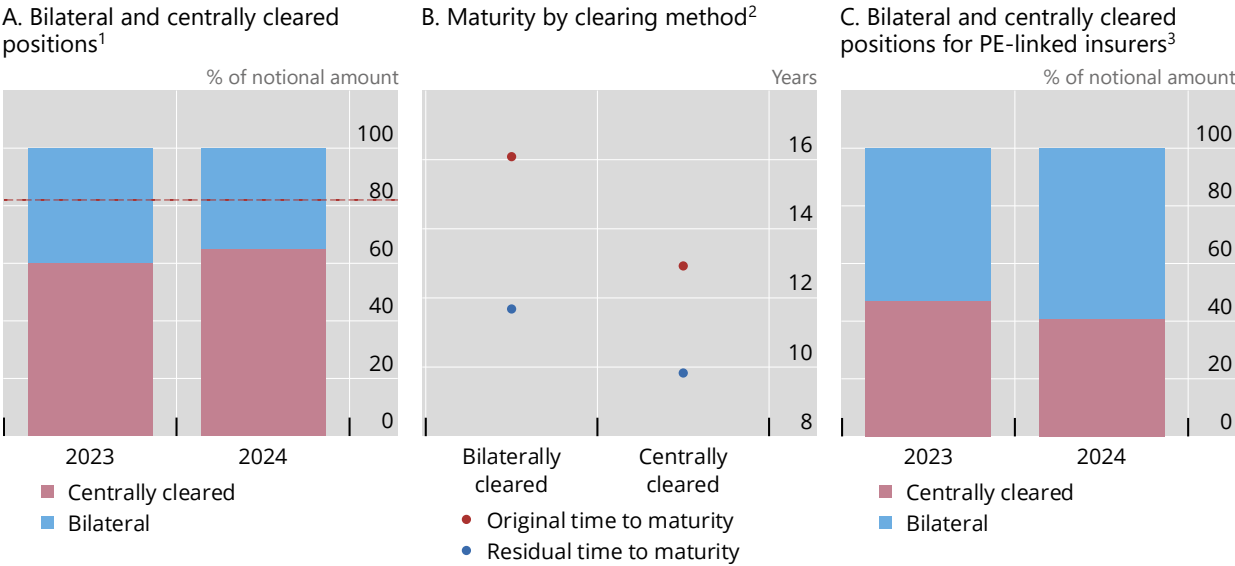 A. Bilateral and centrally cleared
positions¹
% of notional amount
100
80
60
40
20
0
2023 2024
Centrally cleared
Bilateral
B. Maturity by clearing method²
Years
16
14
12
10
8
Bilaterally
cleared
Centrally
cleared
Original time to maturity
Residual time to maturity
C. Bilateral and centrally cleared
positions for PE-linked insurers³
% of notional amount
100
80
60
40
20
0
2023 2024
Centrally cleared
Bilateral